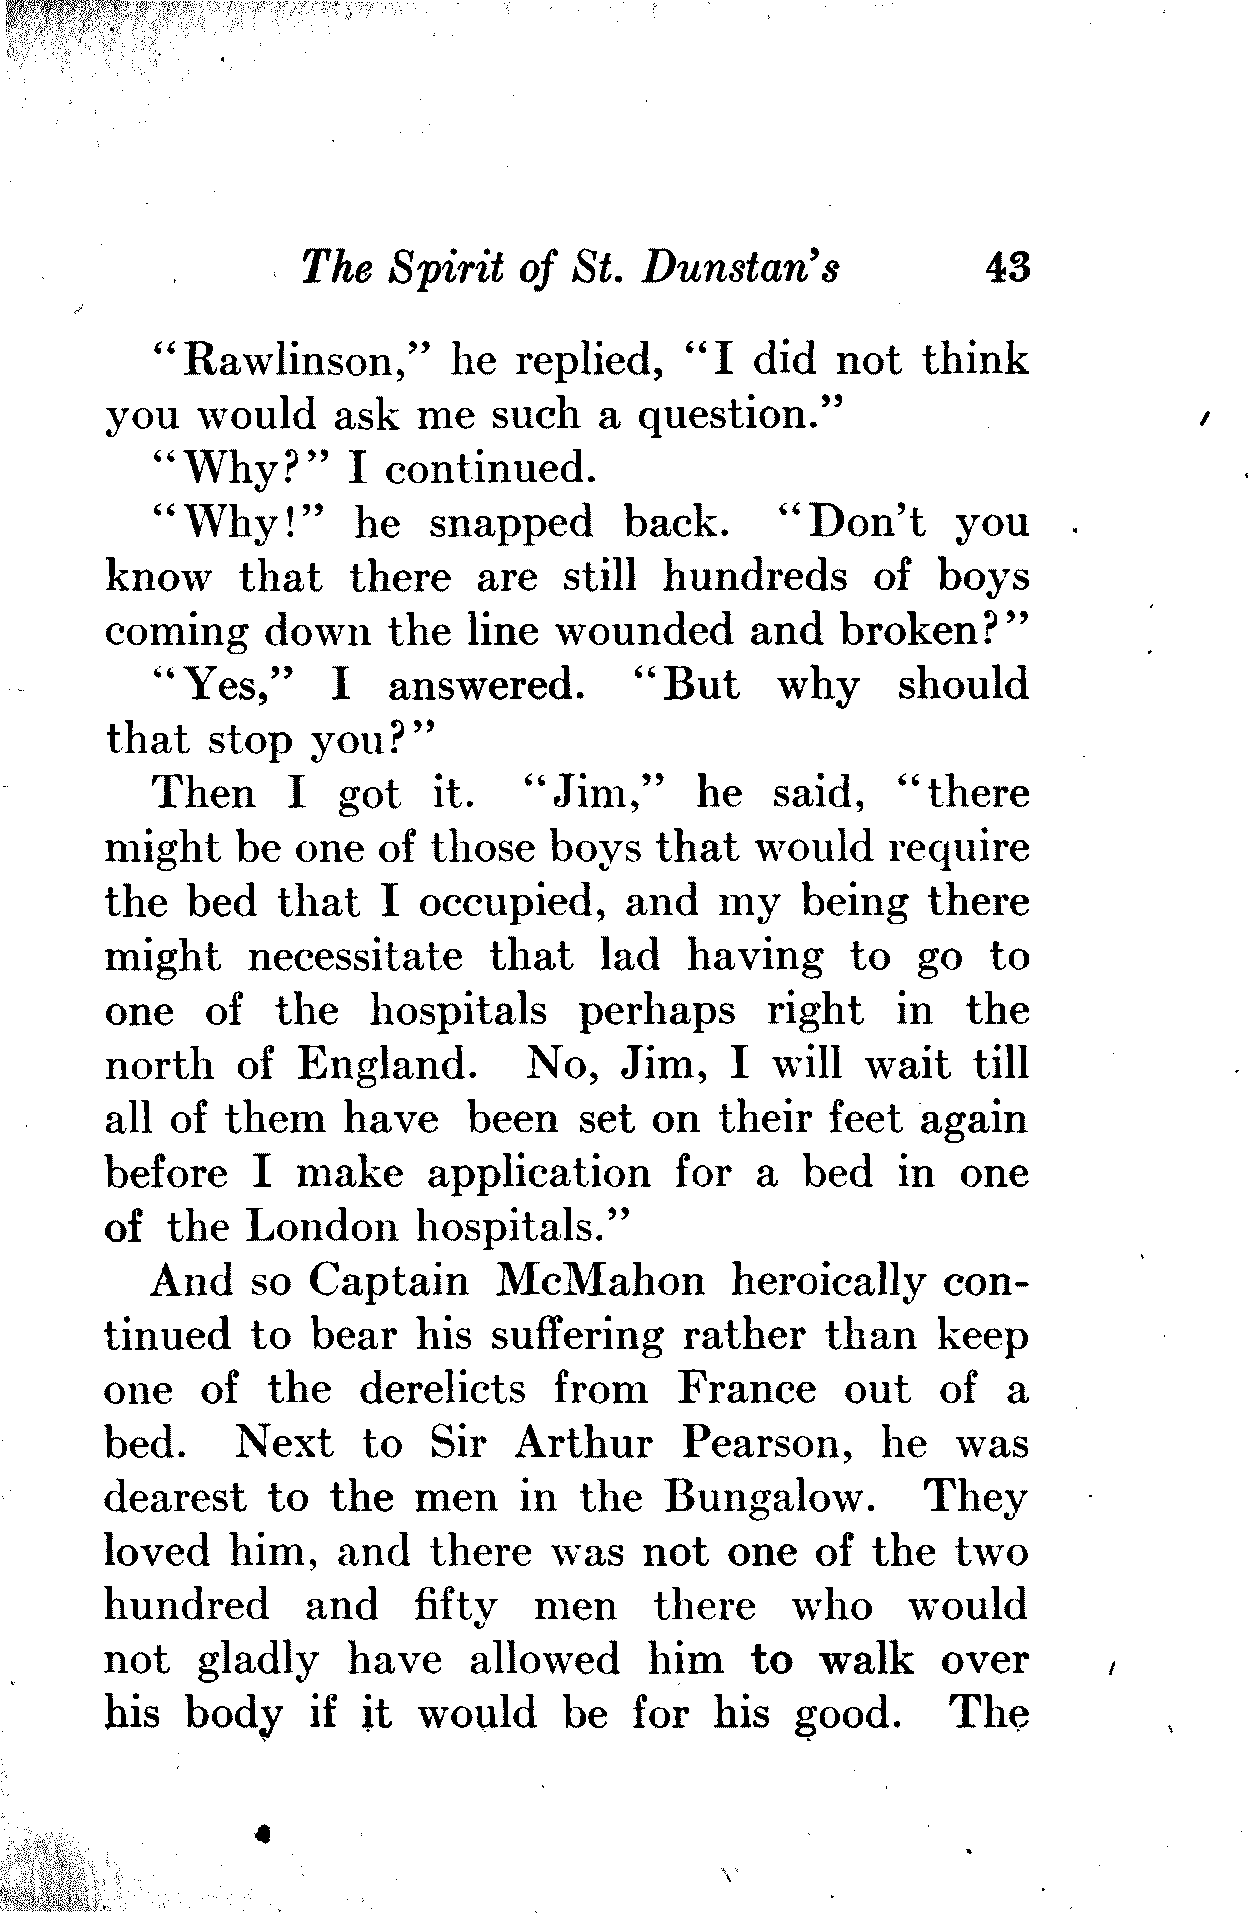 The Spirit of St. Dunstan's 43
"Rawlinson," he replied, "I did not think
you would ask me such a question."
"Why?" I continued.
"Why!" he snapped back. "Don't you
know that there are still hundreds of boys
coming down the line wounded and broken?"
"Yes," I answered. "But why should
that stop you?"
Then I got it. "Jim," he said, "there
might be one of those boys that would require
the bed that I occupied, and my being there
might necessitate that lad having to go to
one of the hospitals perhaps right in the
north of England. No, Jim, I will wait till
all of them have been set on their feet again
before I make application for a bed in one
of the London hospitals."
And so Captain McMahon heroically con-
tinued to bear his suffering rather than keep
one of the derelicts from France out of a
bed. Next to Sir Arthur Pearson, he was
dearest to the men in the Bungalow. They
loved him, and there was not one of the two
hundred and fifty men there who would
not gladly have allowed him to walk over
his body if it would be for his good. The